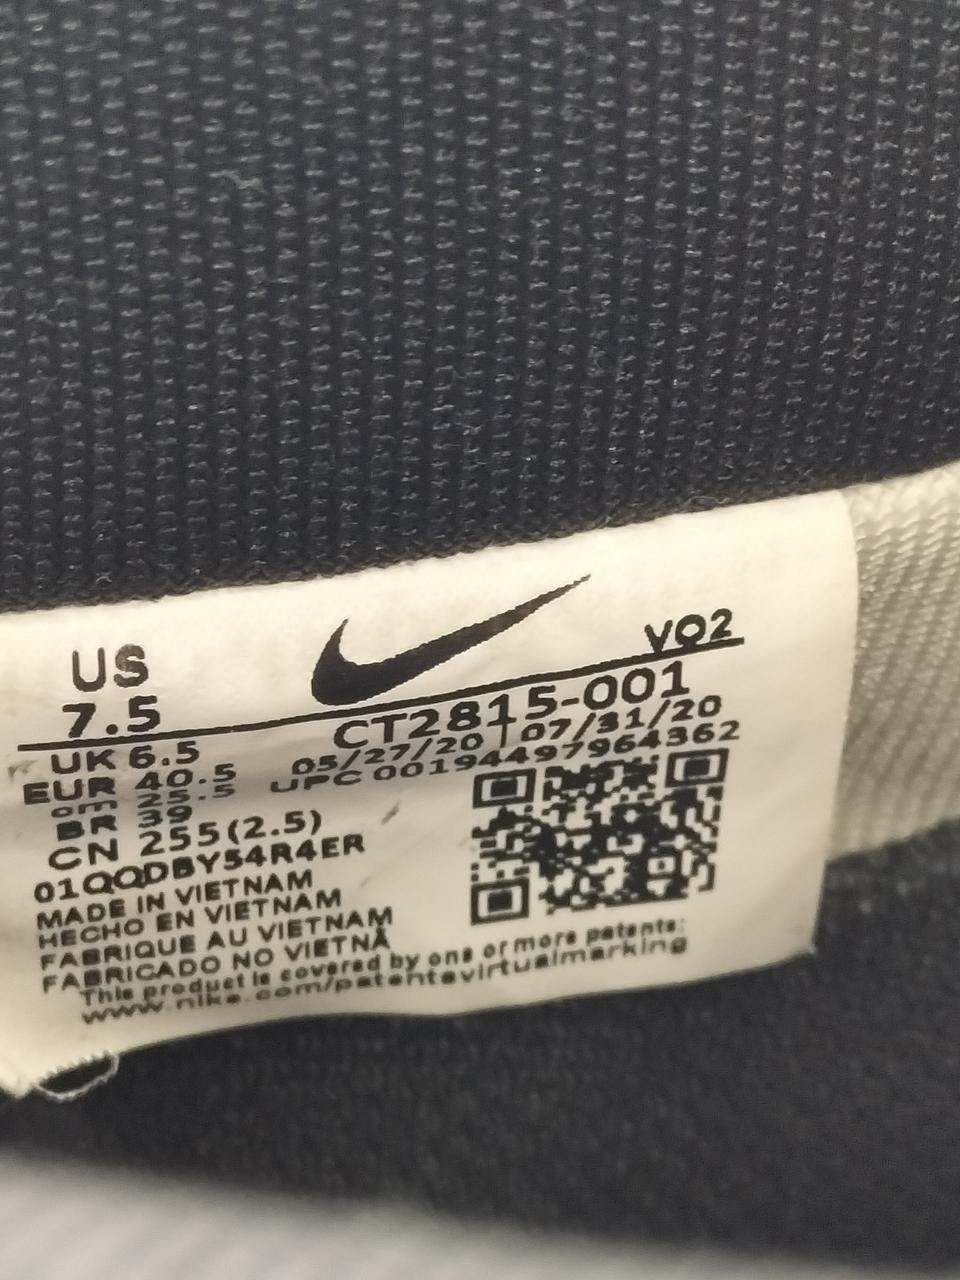 US
7.5
VO2
CT2815-001
UK 6.5
05/27/20 07/31/20
EUR 40.5
UPC 00194497964362
cm 25.5
BR 39
CN 255(2.5)
01QQDBY54R4ER
MADE IN VIETNAM
HECHO EN VIETNAM
FABRIQUE AU VIETNAM
FABRICADO NO VIETNÃ
This product is covered by one or more patents:
www.nike.com/patentsvirtualmarking